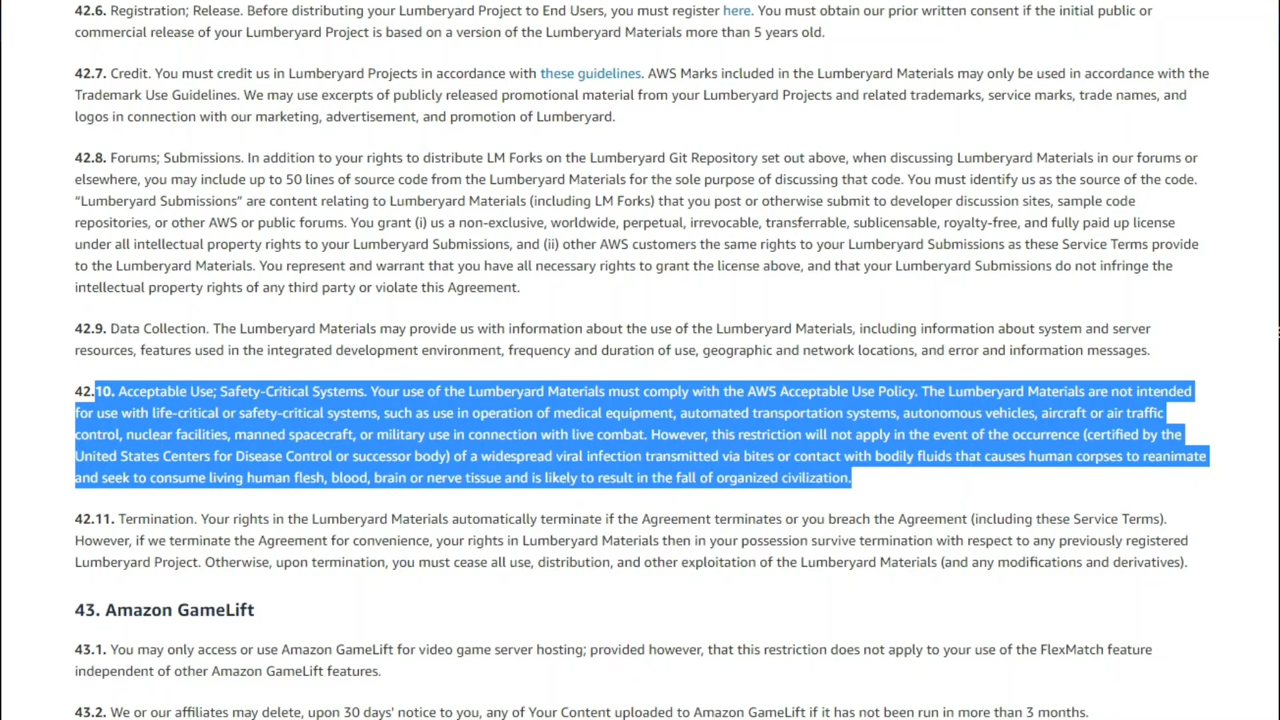 42.6. Registration; Release. Before distributing your Lumberyard Project to End Users, you must register here. You must obtain our prior written consent if the initial public or
commercial release of your Lumberyard Project is based on a version of the Lumberyard Materials more than 5 years old.
42.7. Credit. You must credit us in Lumberyard Projects in accordance with these guidelines. AWS Marks included in the Lumberyard Materials may only be used in accordance with the
Trademark Use Guidelines. We may use excerpts of publicly released promotional material from your Lumberyard Projects and related trademarks, service marks, trade names, and
logos in connection with our marketing, advertisement, and promotion of Lumberyard.
42.8. Forums; Submissions. In addition to your rights to distribute LM Forks on the Lumberyard Git Repository set out above, when discussing Lumberyard Materials in our forums or
elsewhere, you may include up to 50 lines of source code from the Lumberyard Materials for the sole purpose of discussing that code. You must identify us as the source of the code.
“Lumberyard Submissions” are content relating to Lumberyard Materials (including LM Forks) that you post or otherwise submit to developer discussion sites, sample code
repositories, or other AWS or public forums. You grant (i) us a non-exclusive, worldwide, perpetual, irrevocable, transferrable, sublicensable, royalty-free, and fully paid up license
under all intellectual property rights to your Lumberyard Submissions, and (ii) other AWS customers the same rights to your Lumberyard Submissions as these Service Terms provide
to the Lumberyard Materials. You represent and warrant that you have all necessary rights to grant the license above, and that your Lumberyard Submissions do not infringe the
intellectual property rights of any third party or violate this Agreement.
42.9. Data Collection. The Lumberyard Materials may provide us with information about the use of the Lumberyard Materials, including information about system and server
resources, features used in the integrated development environment, frequency and duration of use, geographic and network locations, and error and information messages.
42.10. Acceptable Use; Safety-Critical Systems. Your use of the Lumberyard Materials must comply with the AWS Acceptable Use Policy. The Lumberyard Materials are not intended
for use with life-critical or safety-critical systems, such as use in operation of medical equipment, automated transportation systems, autonomous vehicles, aircraft or air traffic
control, nuclear facilities, manned spacecraft, or military use in connection with live combat. However, this restriction will not apply in the event of the occurrence (certified by the
United States Centers for Disease Control or successor body) of a widespread viral infection transmitted via bites or contact with bodily fluids that causes human corpses to reanimate
and seek to consume living human flesh, blood, brain or nerve tissue and is likely to result in the fall of organized civilization.
42.11. Termination. Your rights in the Lumberyard Materials automatically terminate if the Agreement terminates or you breach the Agreement (including these Service Terms).
However, if we terminate the Agreement for convenience, your rights in Lumberyard Materials then in your possession survive termination with respect to any previously registered
Lumberyard Project. Otherwise, upon termination, you must cease all use, distribution, and other exploitation of the Lumberyard Materials (and any modifications and derivatives).
43. Amazon GameLift
43.1. You may only access or use Amazon GameLift for video game server hosting; provided however, that this restriction does not apply to your use of the FlexMatch feature
independent of other Amazon GameLift features.
43.2. We or our affiliates may delete, upon 30 days' notice to you, any of Your Content uploaded to Amazon GameLift if it has not been run in more than 3 months.